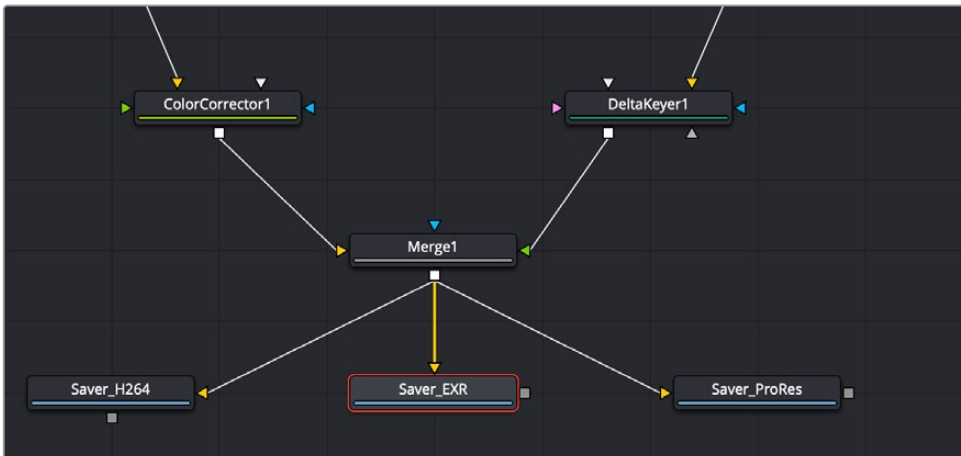 ColorCorrector1
DeltaKeyer1
Merge1
Saver_H264
Saver_EXR
Saver_ProRes